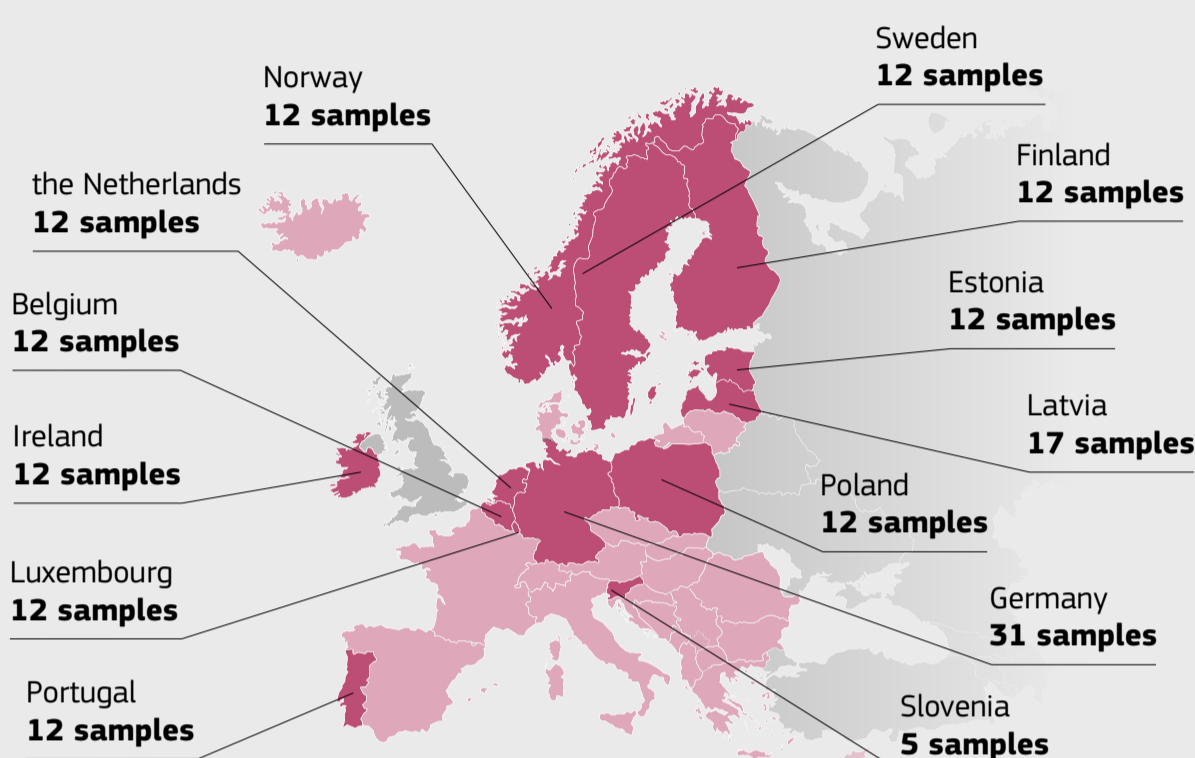 Sweden
12 samples
Norway
12 samples
Finland
12 samples
the Netherlands
12 samples
Estonia
12 samples
Belgium
12 samples
Latvia
17 samples
Ireland
12 samples
Poland
12 samples
Luxembourg
12 samples
Germany
31 samples
Portugal
12 samples
Slovenia
5 samples